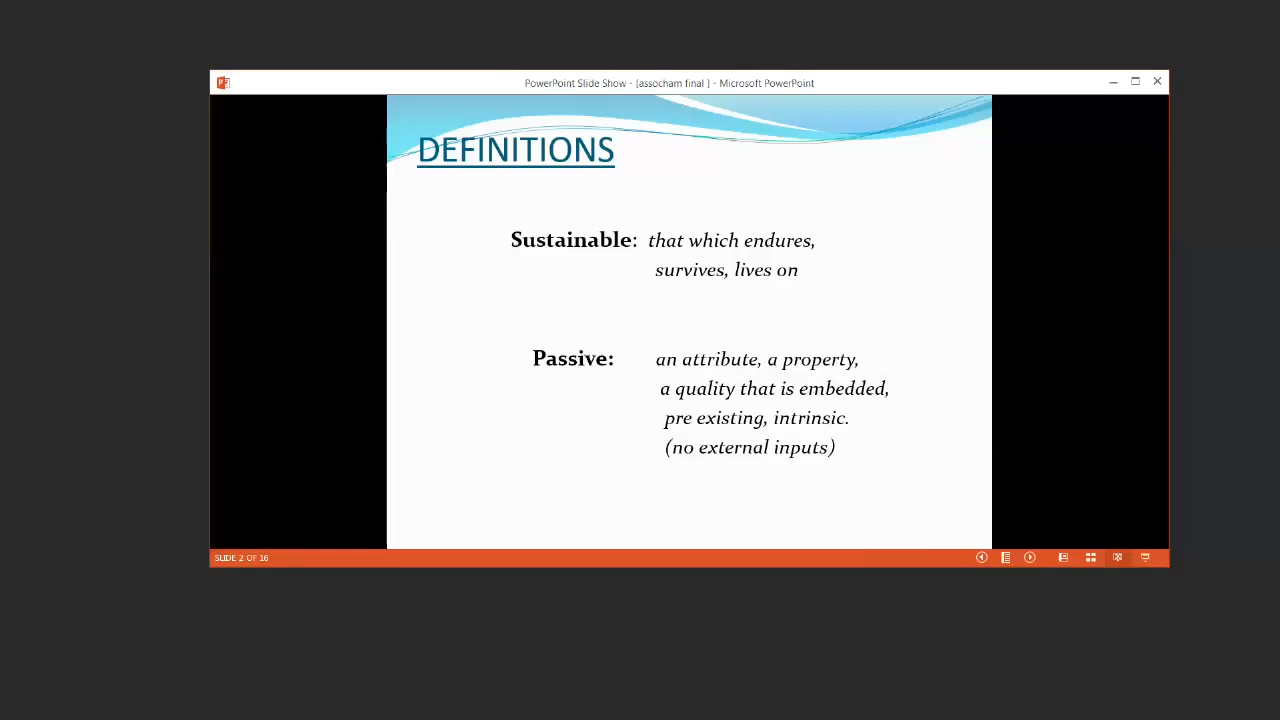 PowerPoint Slide Show - [assocham final ] - Microsoft PowerPoint
DEFINITIONS
Sustainable: that which endures,
survives, lives on
Passive: an attribute, a property,
a quality that is embedded,
pre existing, intrinsic.
(no external inputs)
SLIDE 2 OF 16